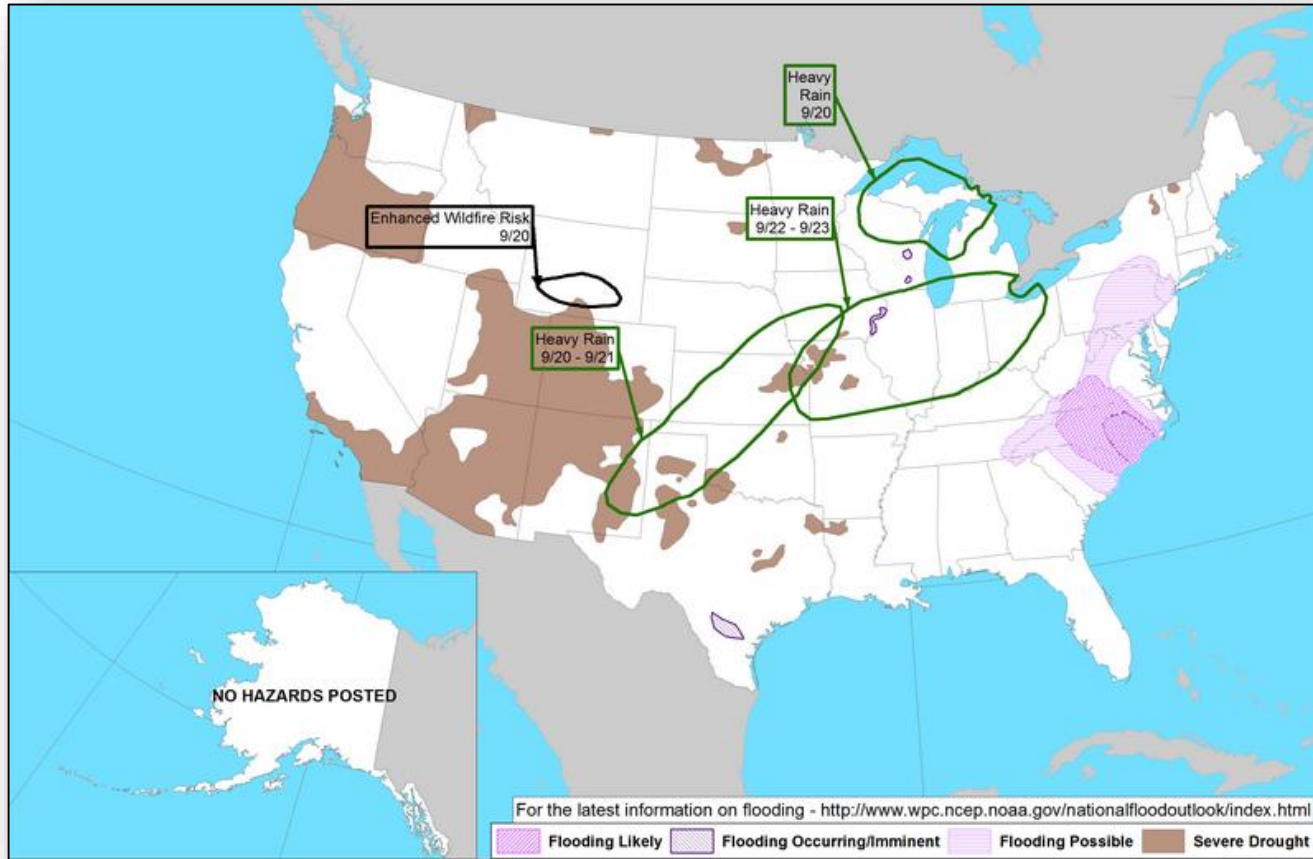 Heavy
Rain
9/20
Heavy Rain
9/22 - 9/23
Enhanced Wildfire Risk
9/20
Heavy Rain
9/20 - 9/21
NO HAZARDS POSTED
For the latest information on flooding - http://www.wpc.ncep.noaa.gov/nationalfloodoutlook/index.html
Flooding Likely Flooding Occurring/Imminent Flooding Possible Severe Drought